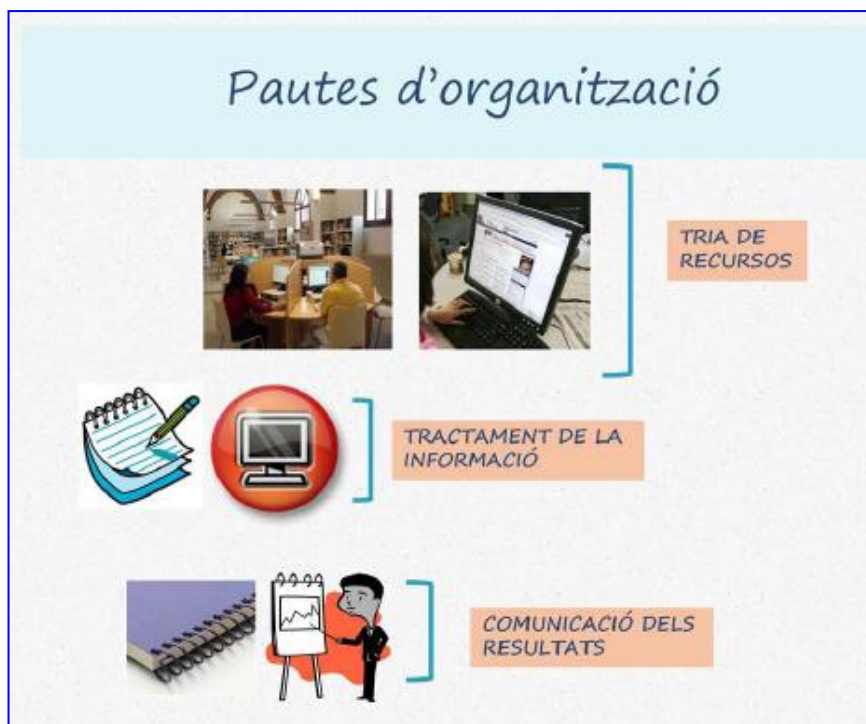 Pautes d'organització
TRIA DE
RECURSOS
TRACTAMENT DE LA
INFORMACIÓ
COMUNICACIÓ DELS
RESULTATS